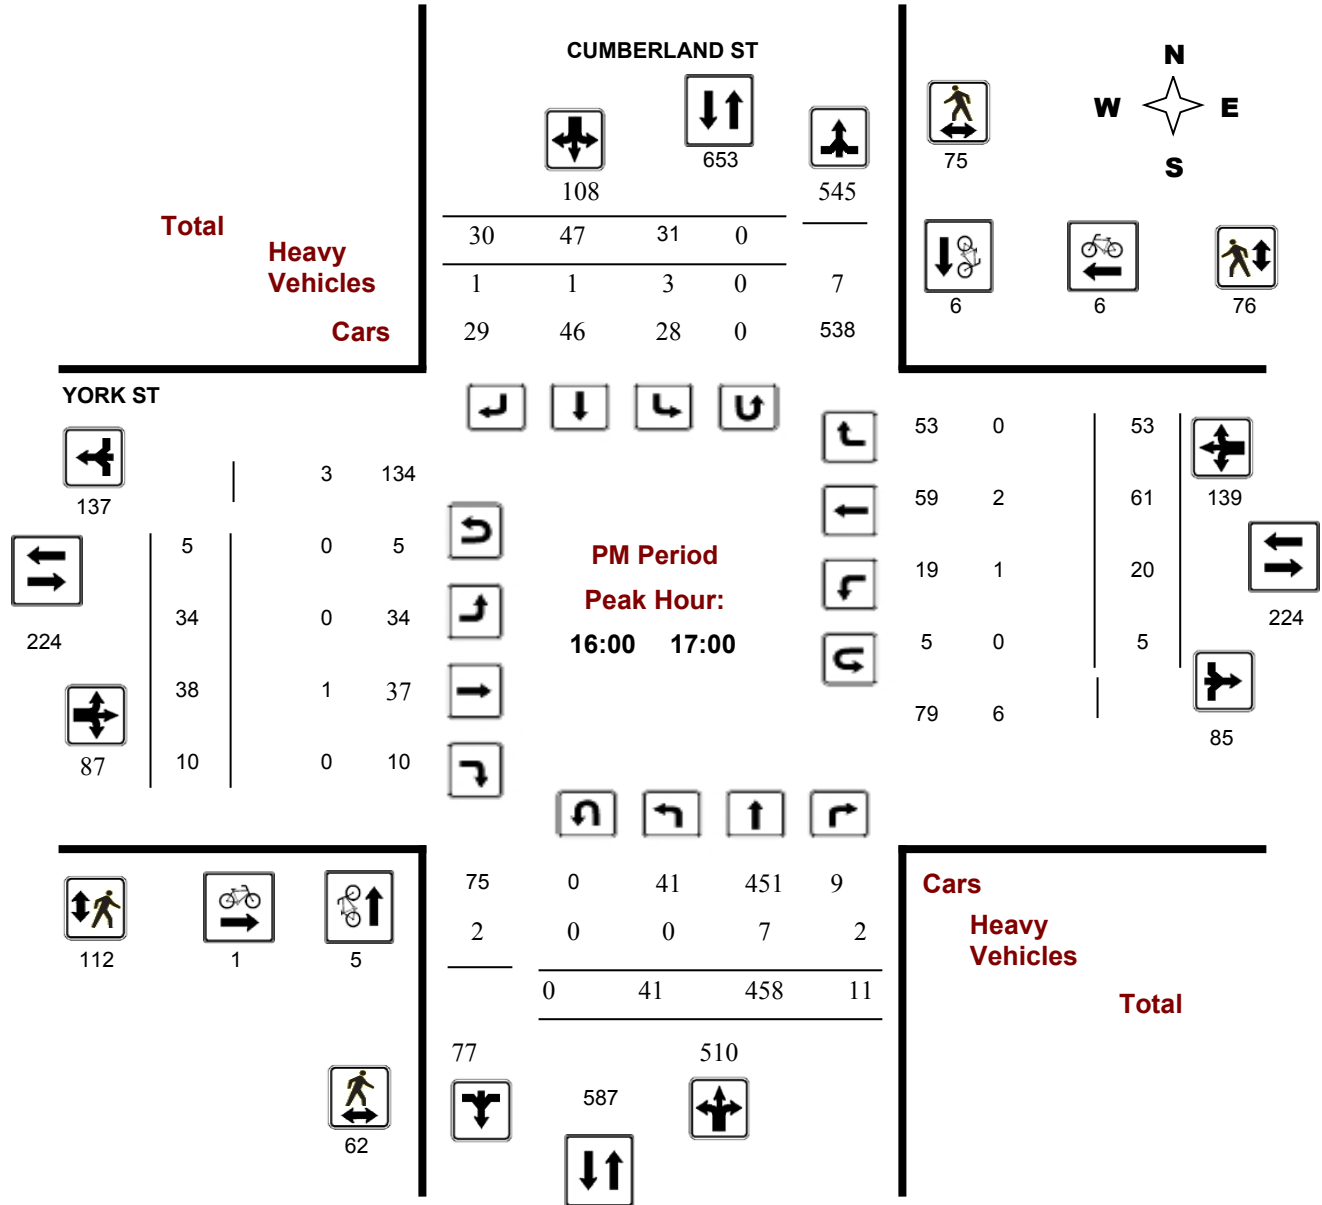 CUMBERLAND ST
N
W E
S
653
75
108 545
Total
30 47 31 0
Heavy
Vehicles
1 1 3 0 7
6 6 76
Cars
29 46 28 0 538
YORK ST
53 0 53
3 134
137
59 2 61 139
5 0 5
PM Period
19 1 20
34 0 34
Peak Hour:
224
224
16:00 17:00
5 0 5
38 1 37
79 6
85
87 10 0 10
75 0 41 451 9
Cars
2 0 0 7 2
Heavy
Vehicles
112 1 5
0 41 458 11
Total
77 510
587
62